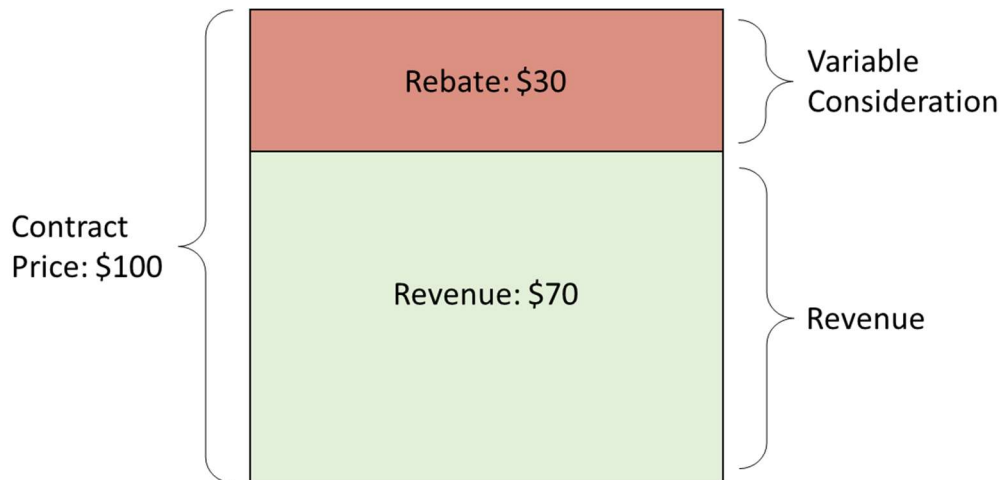 Rebate: $30
Variable
Consideration
Contract
Price: $100
Revenue: $70
Revenue